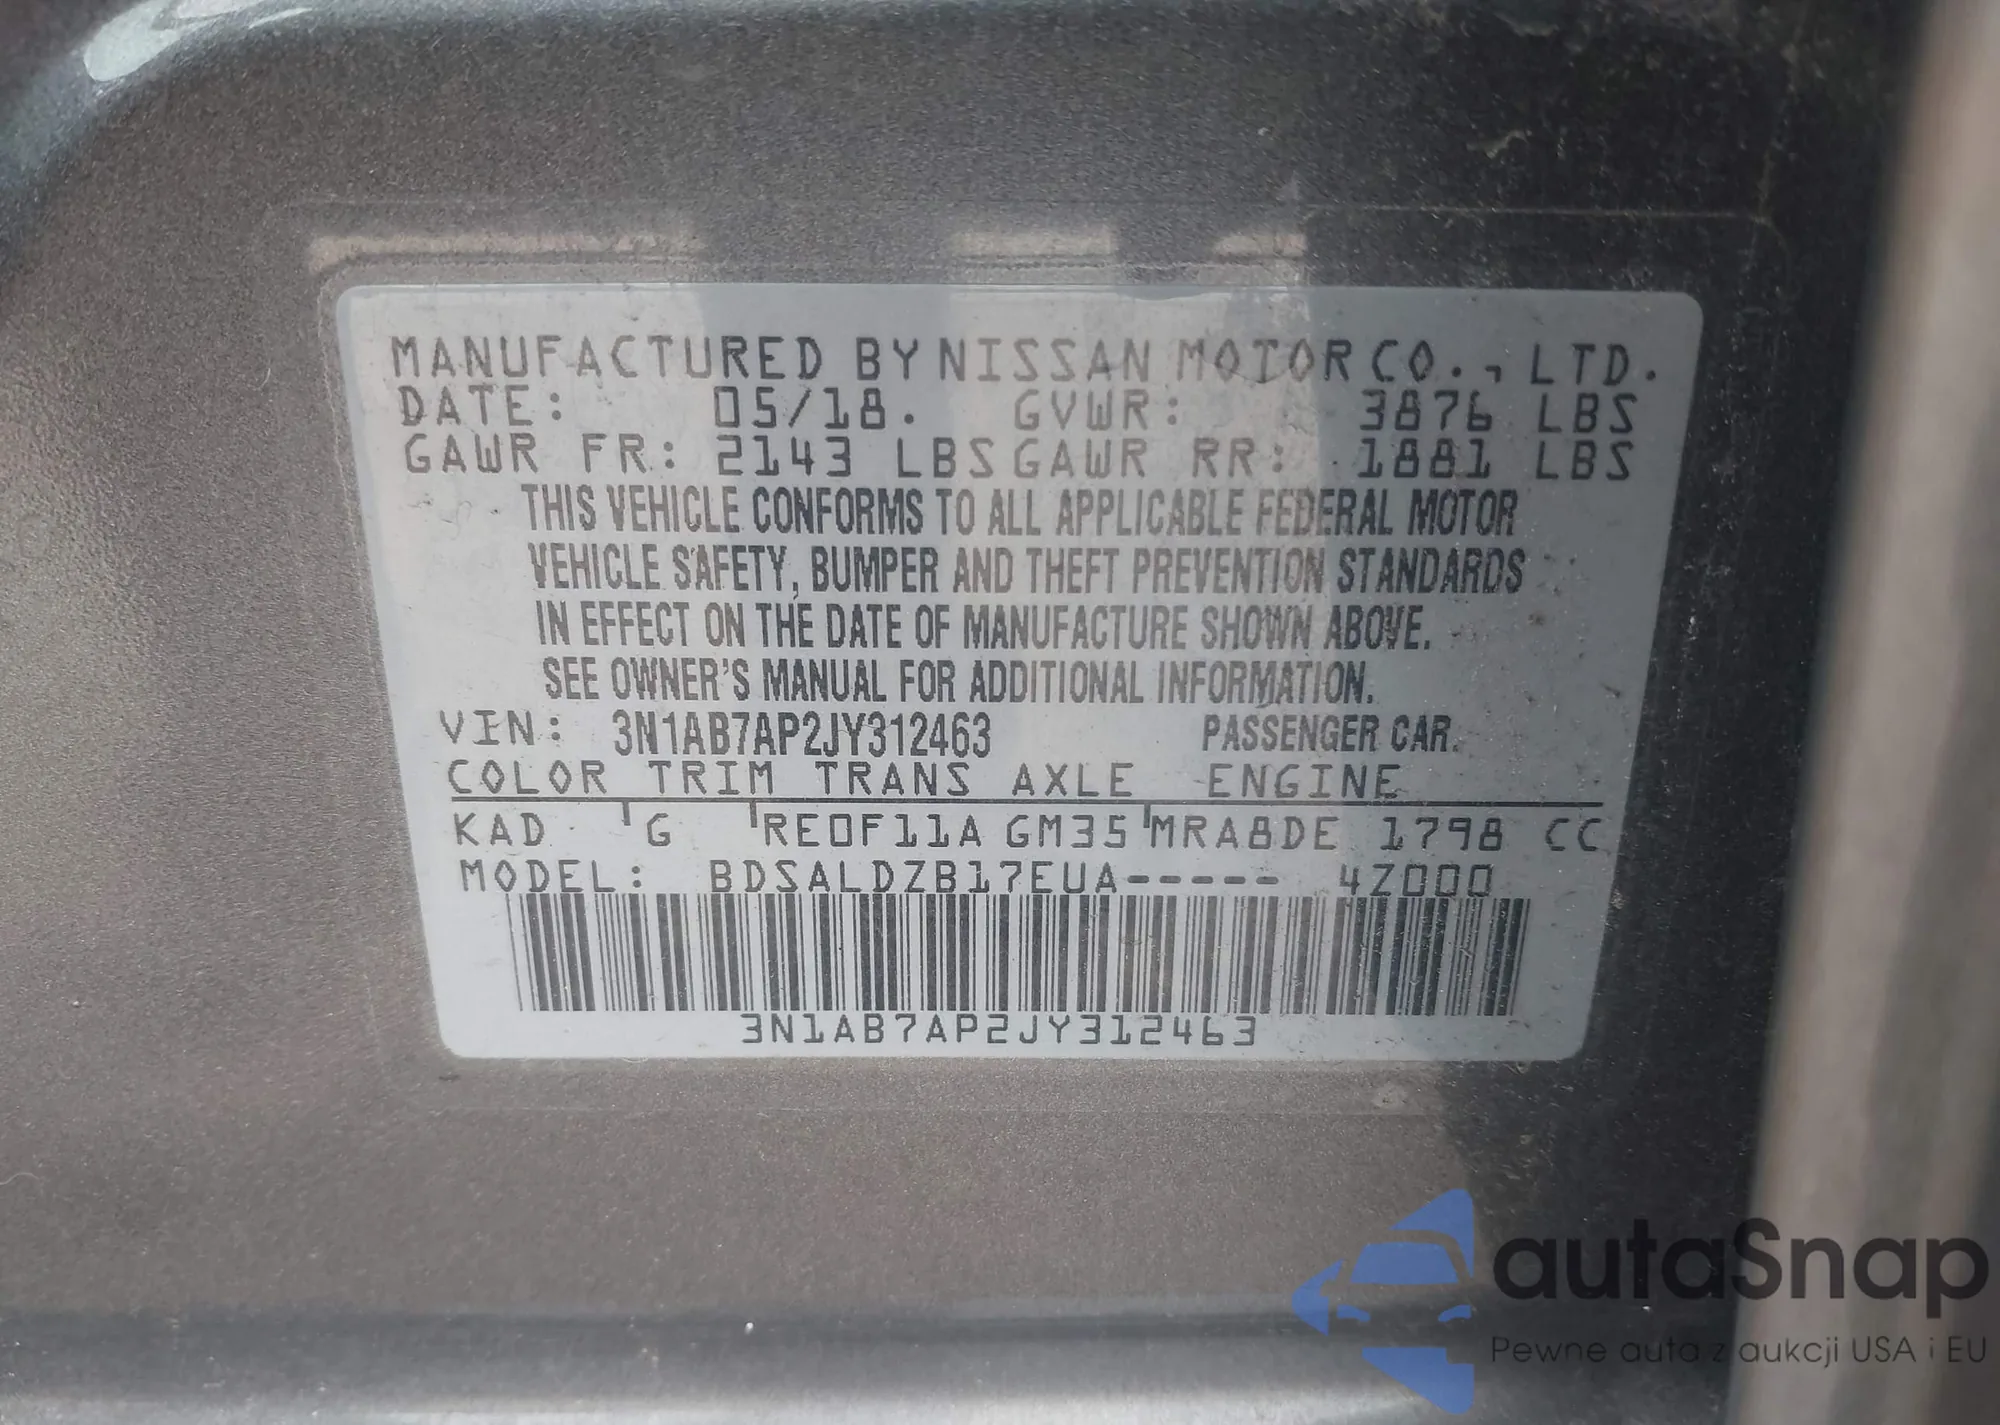 MANUFACTURED BY NISSAN MOTOR CO., LTD.
DATE: 05/18. GVWR: 3876 LBS
GAWR FR: 2143 LBS GAWR RR: 1881 LBS
THIS VEHICLE CONFORMS TO ALL APPLICABLE FEDERAL MOTOR
VEHICLE SAFETY, BUMPER AND THEFT PREVENTION STANDARDS
IN EFFECT ON THE DATE OF MANUFACTURE SHOWN ABOVE.
SEE OWNER'S MANUAL FOR ADDITIONAL INFORMATION.
VIN: 3N1AB7AP2JY312463 PASSENGER CAR.
COLOR TRIM TRANS AXLE ENGINE
KAD G RE0F11A GM35 MRA8DE 1798 CC
MODEL: BDSALDZB17EUA----- 4Z000
3N1AB7AP2JY312463
autaSnap
Pewne auta z aukcji USA i EU